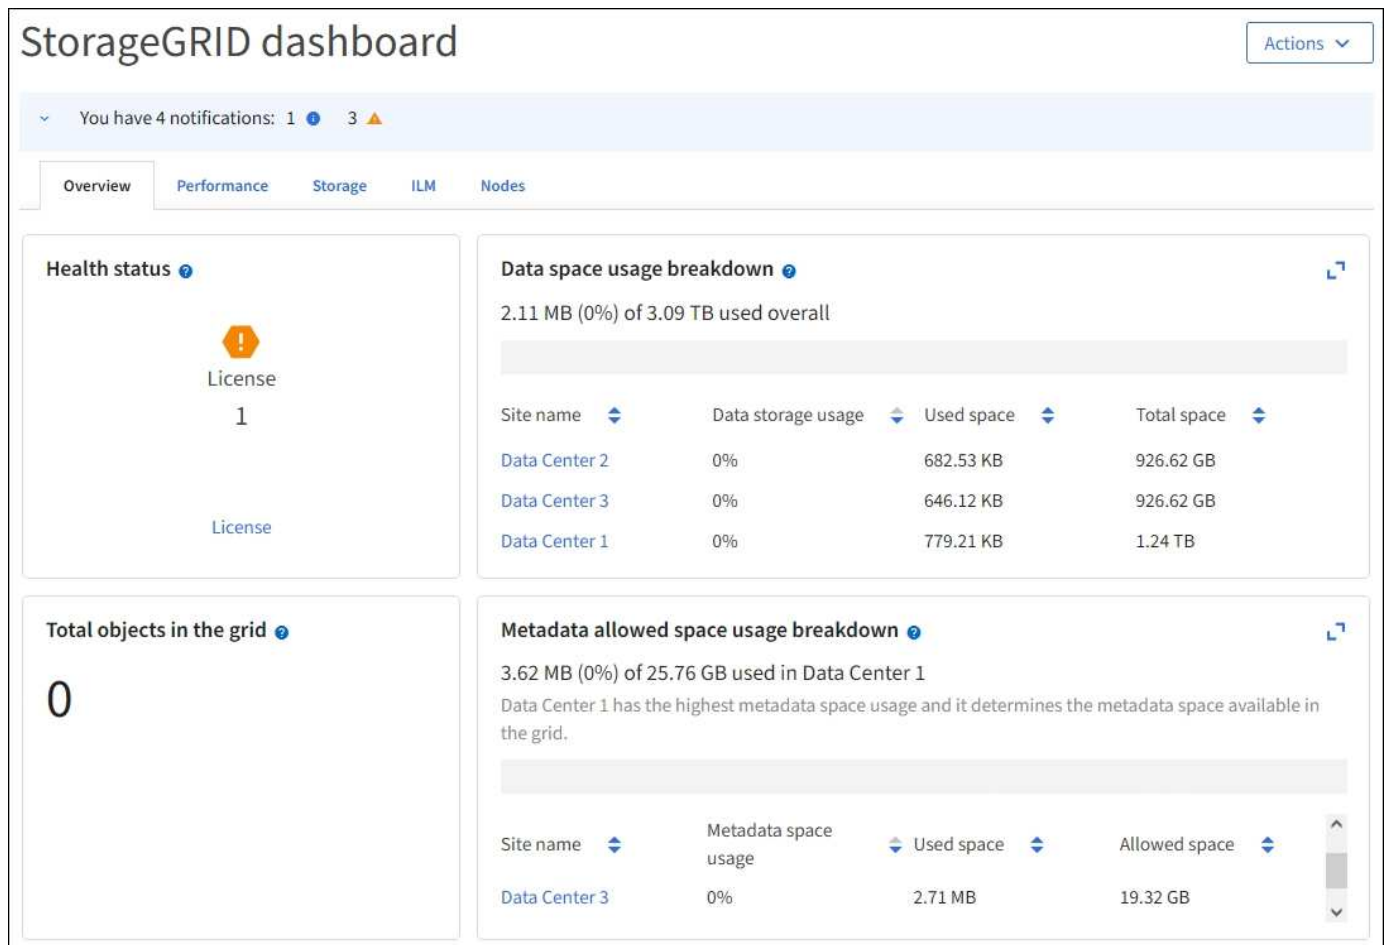 StorageGRID dashboard
Actions
You have 4 notifications: 1 3
Overview Performance Storage ILM Nodes
Health status
License
1
License
Data space usage breakdown
2.11 MB (0%) of 3.09 TB used overall
Site name Data storage usage Used space Total space
Data Center 2 0% 682.53 KB 926.62 GB
Data Center 3 0% 646.12 KB 926.62 GB
Data Center 1 0% 779.21 KB 1.24 TB
Total objects in the grid
0
Metadata allowed space usage breakdown
3.62 MB (0%) of 25.76 GB used in Data Center 1
Data Center 1 has the highest metadata space usage and it determines the metadata space available in
the grid.
Site name Metadata space usage Used space Allowed space
Data Center 3 0% 2.71 MB 19.32 GB